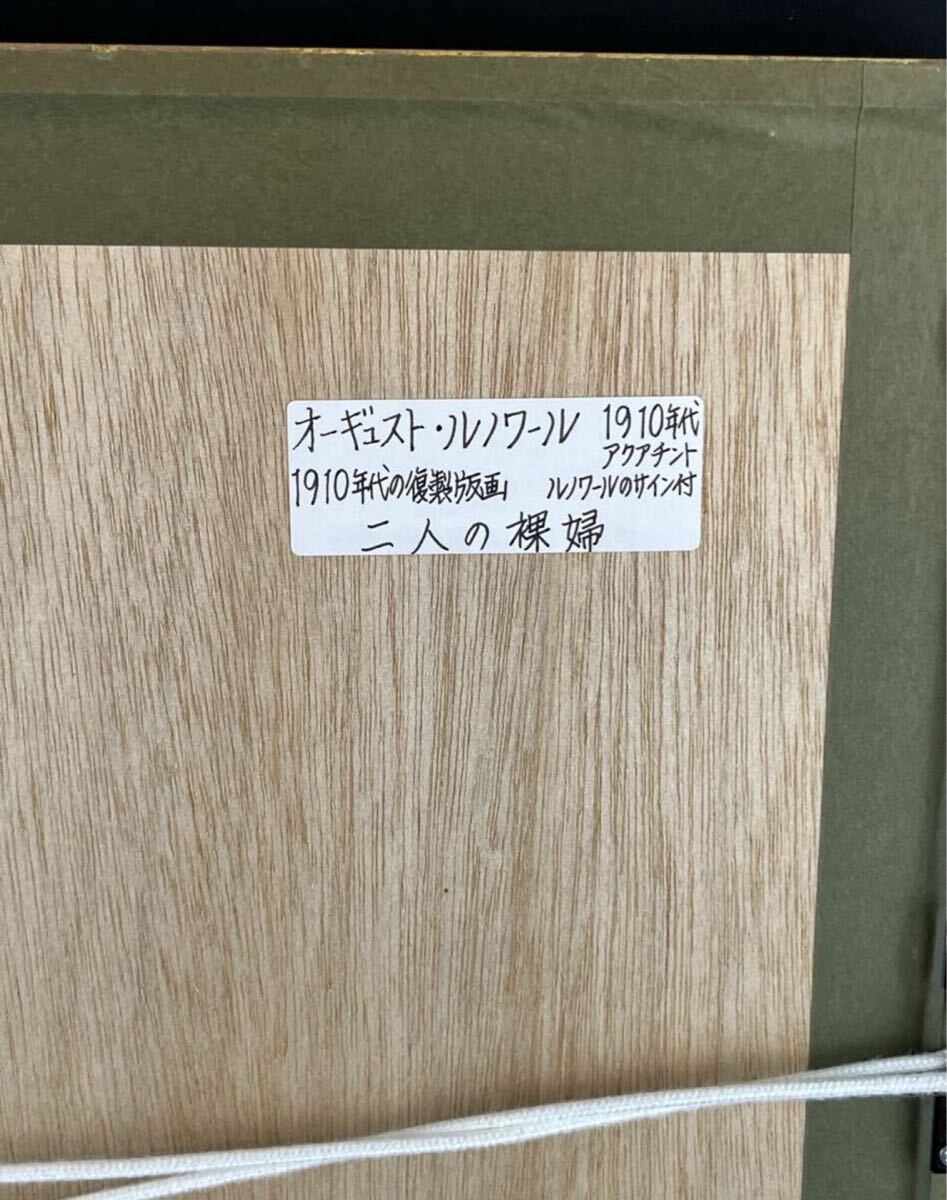 オーギュスト・ルノワール 1910年代
アクアチント
1910年代の復製版画 ルノワールのサイン付
二人の裸婦